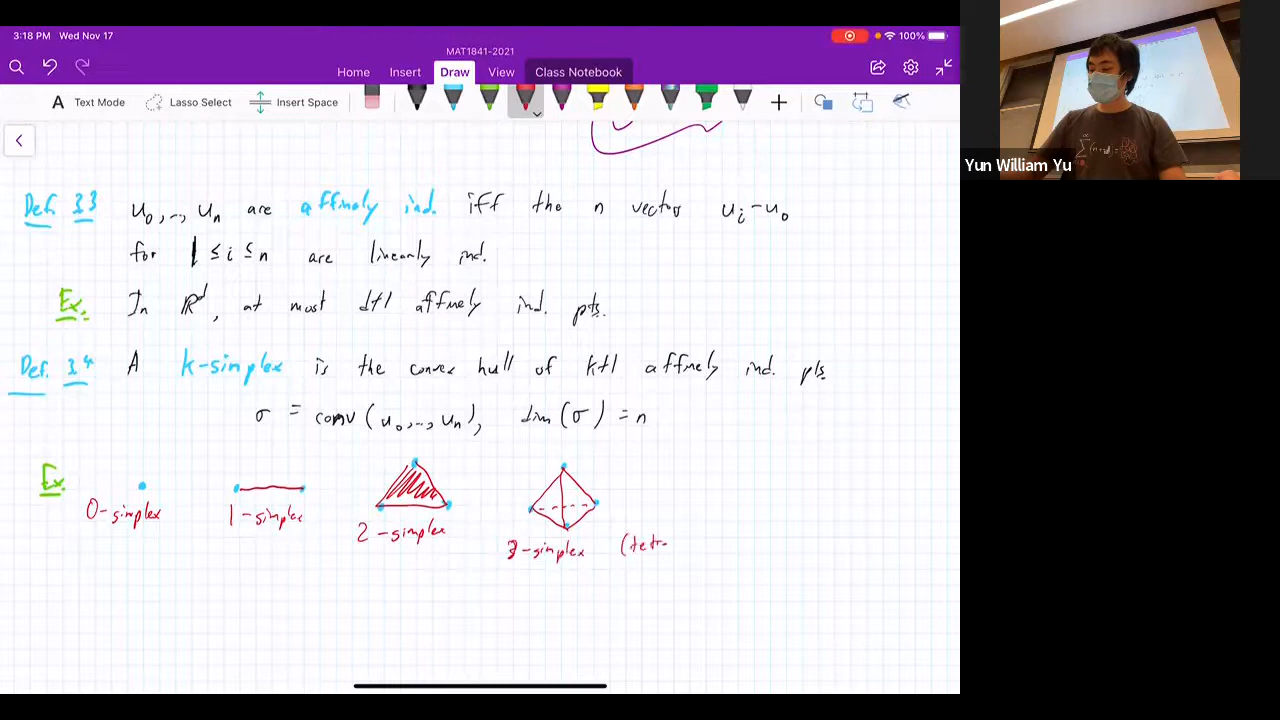 3:18 PM Wed Nov 17
100%
MAT1841-2021
Home Insert Draw View Class Notebook
A Text Mode Lasso Select Insert Space
Yun William Yu
Def. 3.3 u₀,..,uₙ are affinely ind. iff the n vectors uᵢ-u₀
for 1 ≤ i ≤ n are linearly ind.
Ex. In ℝᵈ, at most d+1 affinely ind. pts.
Def. 3.4 A k-simplex is the convex hull of k+1 affinely ind. pts.
σ = conv(u₀,..,uₙ), dim(σ) = n
Ex.
0-simplex 1-simplex 2-simplex 3-simplex (tetr